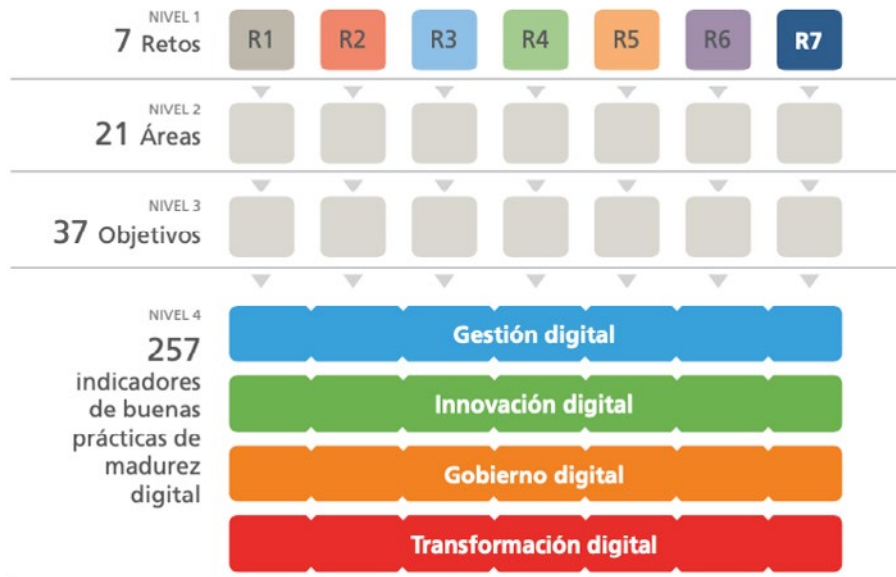 NIVEL 1
7 Retos
R1 R2 R3 R4 R5 R6 R7
NIVEL 2
21 Áreas
NIVEL 3
37 Objetivos
NIVEL 4
257
indicadores
de buenas
prácticas de
madurez
digital
Gestión digital
Innovación digital
Gobierno digital
Transformación digital